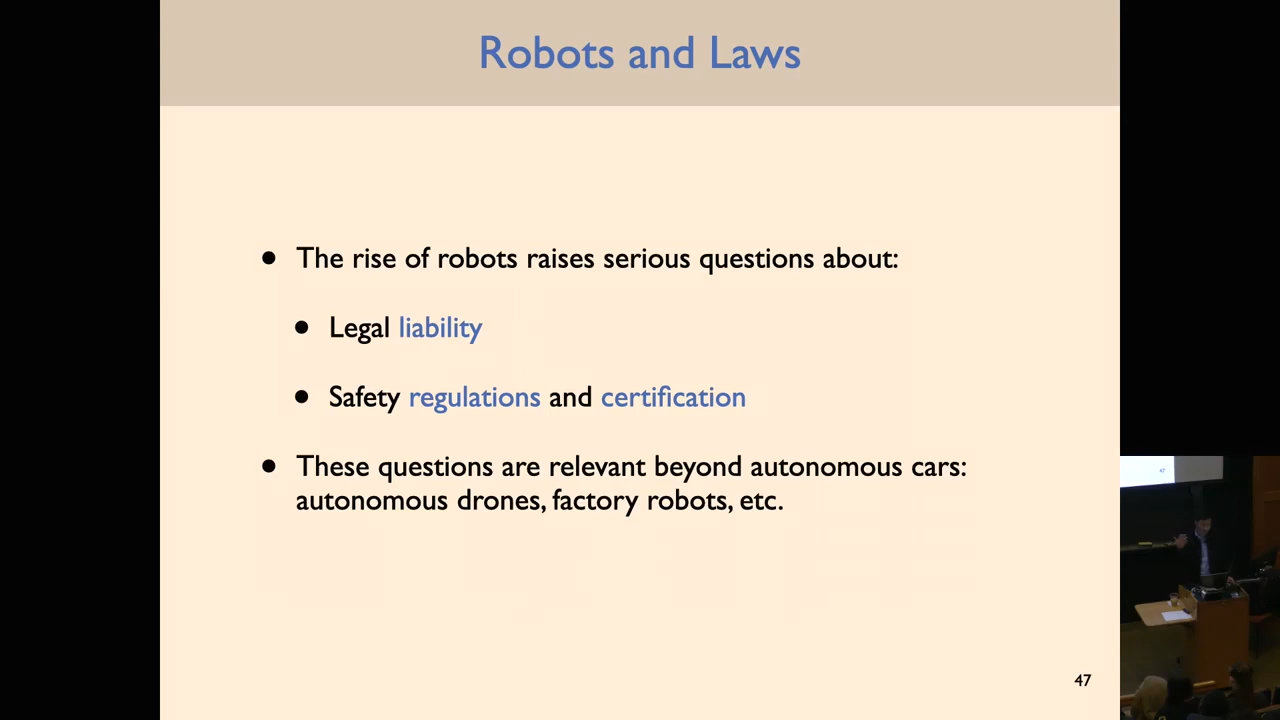 Robots and Laws
• The rise of robots raises serious questions about:
• Legal liability
• Safety regulations and certification
• These questions are relevant beyond autonomous cars:
autonomous drones, factory robots, etc.
47
47